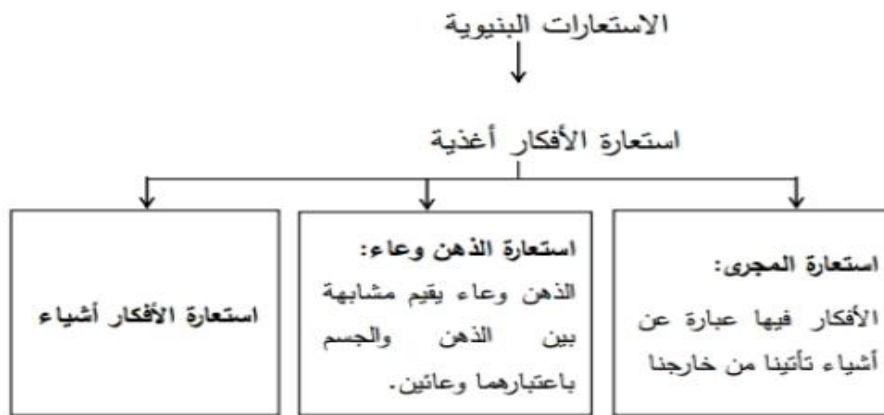 الاستعارات البنيوية
استعارة الأفكار أغذية
استعارة المجرى:
الأفكار فيها عبارة عن
أشياء تأتينا من خارجنا
استعارة الذهن وعاء:
الذهن وعاء يقيم مشابهة
بين الذهن والجسم
باعتبارهما وعائين.
استعارة الأفكار أشياء